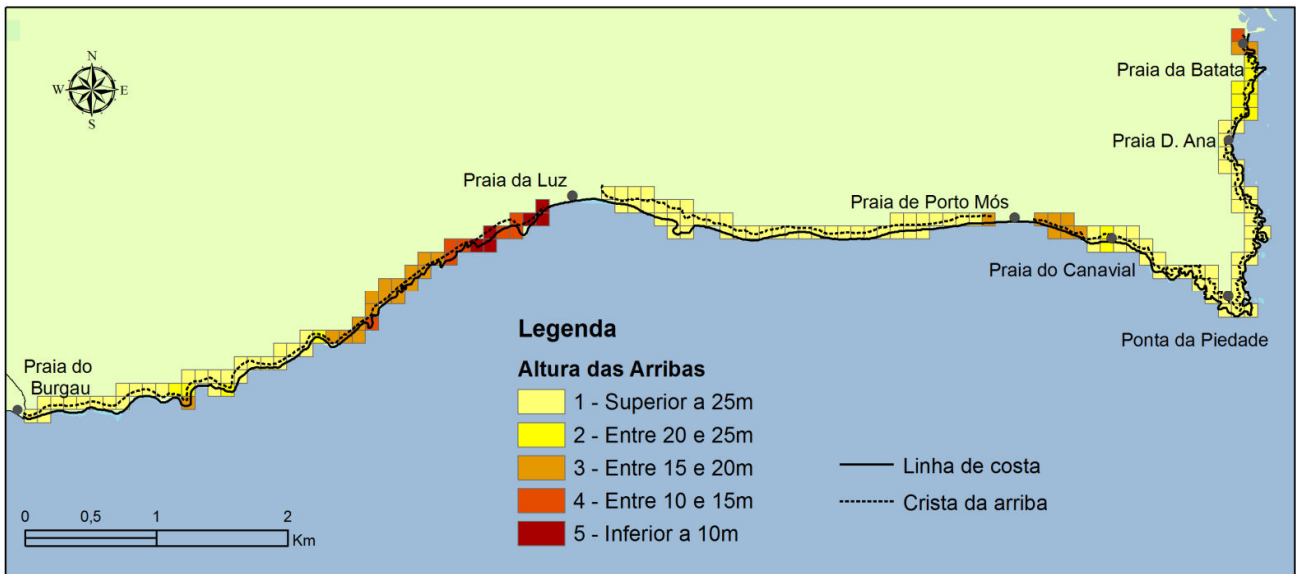 N
W E
S
Praia da Batata
Praia D. Ana
Praia da Luz
Praia de Porto Mós
Praia do Canavial
Ponta da Piedade
Praia do
Burgau
Legenda
Altura das Arribas
1 - Superior a 25m
2 - Entre 20 e 25m
3 - Entre 15 e 20m
4 - Entre 10 e 15m
5 - Inferior a 10m
Linha de costa
Crista da arriba
0 0,5 1 2
Km